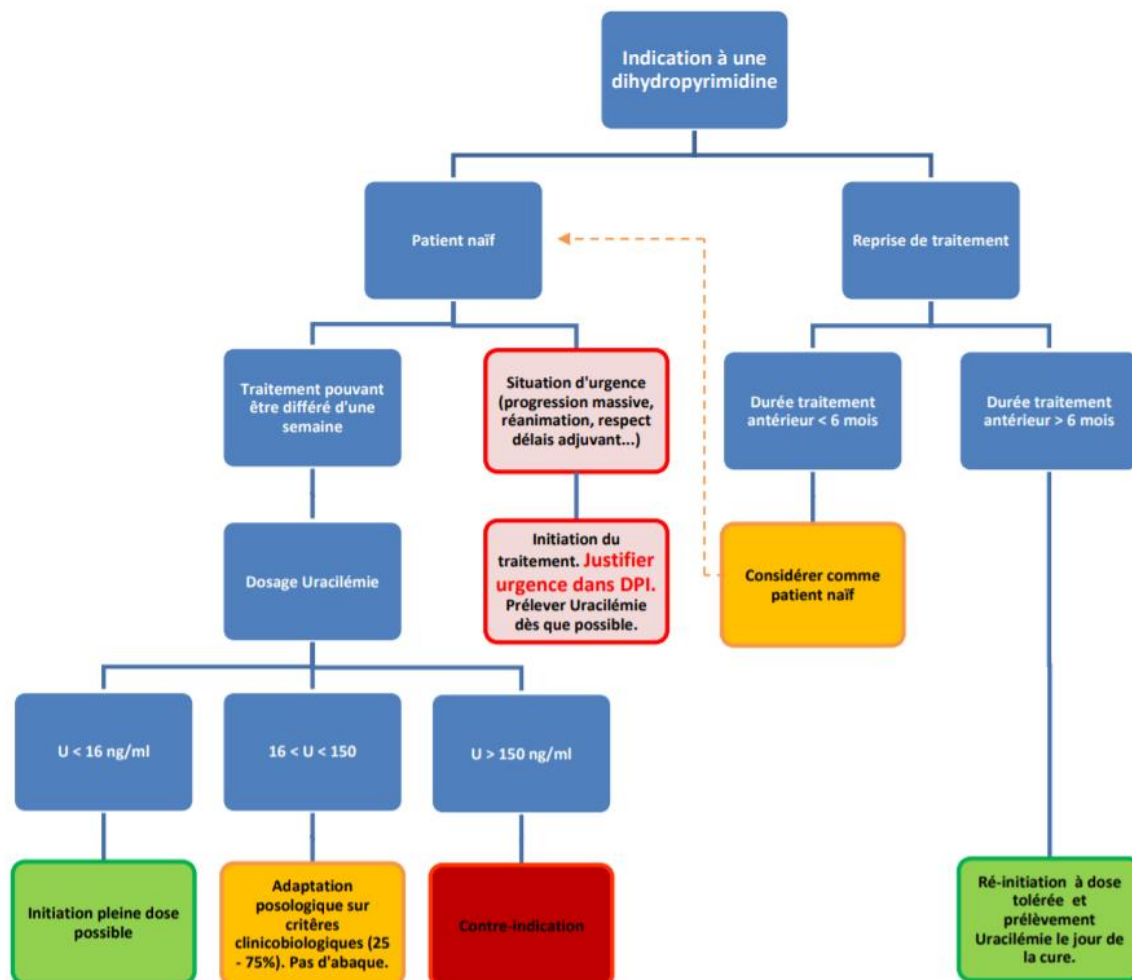 Indication à une
dihydropyrimidine
Patient naïf
Reprise de traitement
Traitement pouvant
être différé d'une
semaine
Situation d'urgence
(progression massive,
réanimation, respect
délais adjuvant...)
Durée traitement
antérieur < 6 mois
Durée traitement
antérieur > 6 mois
Dosage Uracilémie
Initiation du
traitement. Justifier
urgence dans DPI.
Prélever Uracilémie
dès que possible.
Considérer comme
patient naïf
U < 16 ng/ml
16 < U < 150
U > 150 ng/ml
Initiation pleine dose
possible
Adaptation
posologique sur
critêres
clinicobiologiques (25
- 75%). Pas d'abaque.
Contre-indication
Ré-initiation à dose
tolérée et
prélèvement
Uracilémie le jour de
la cure.